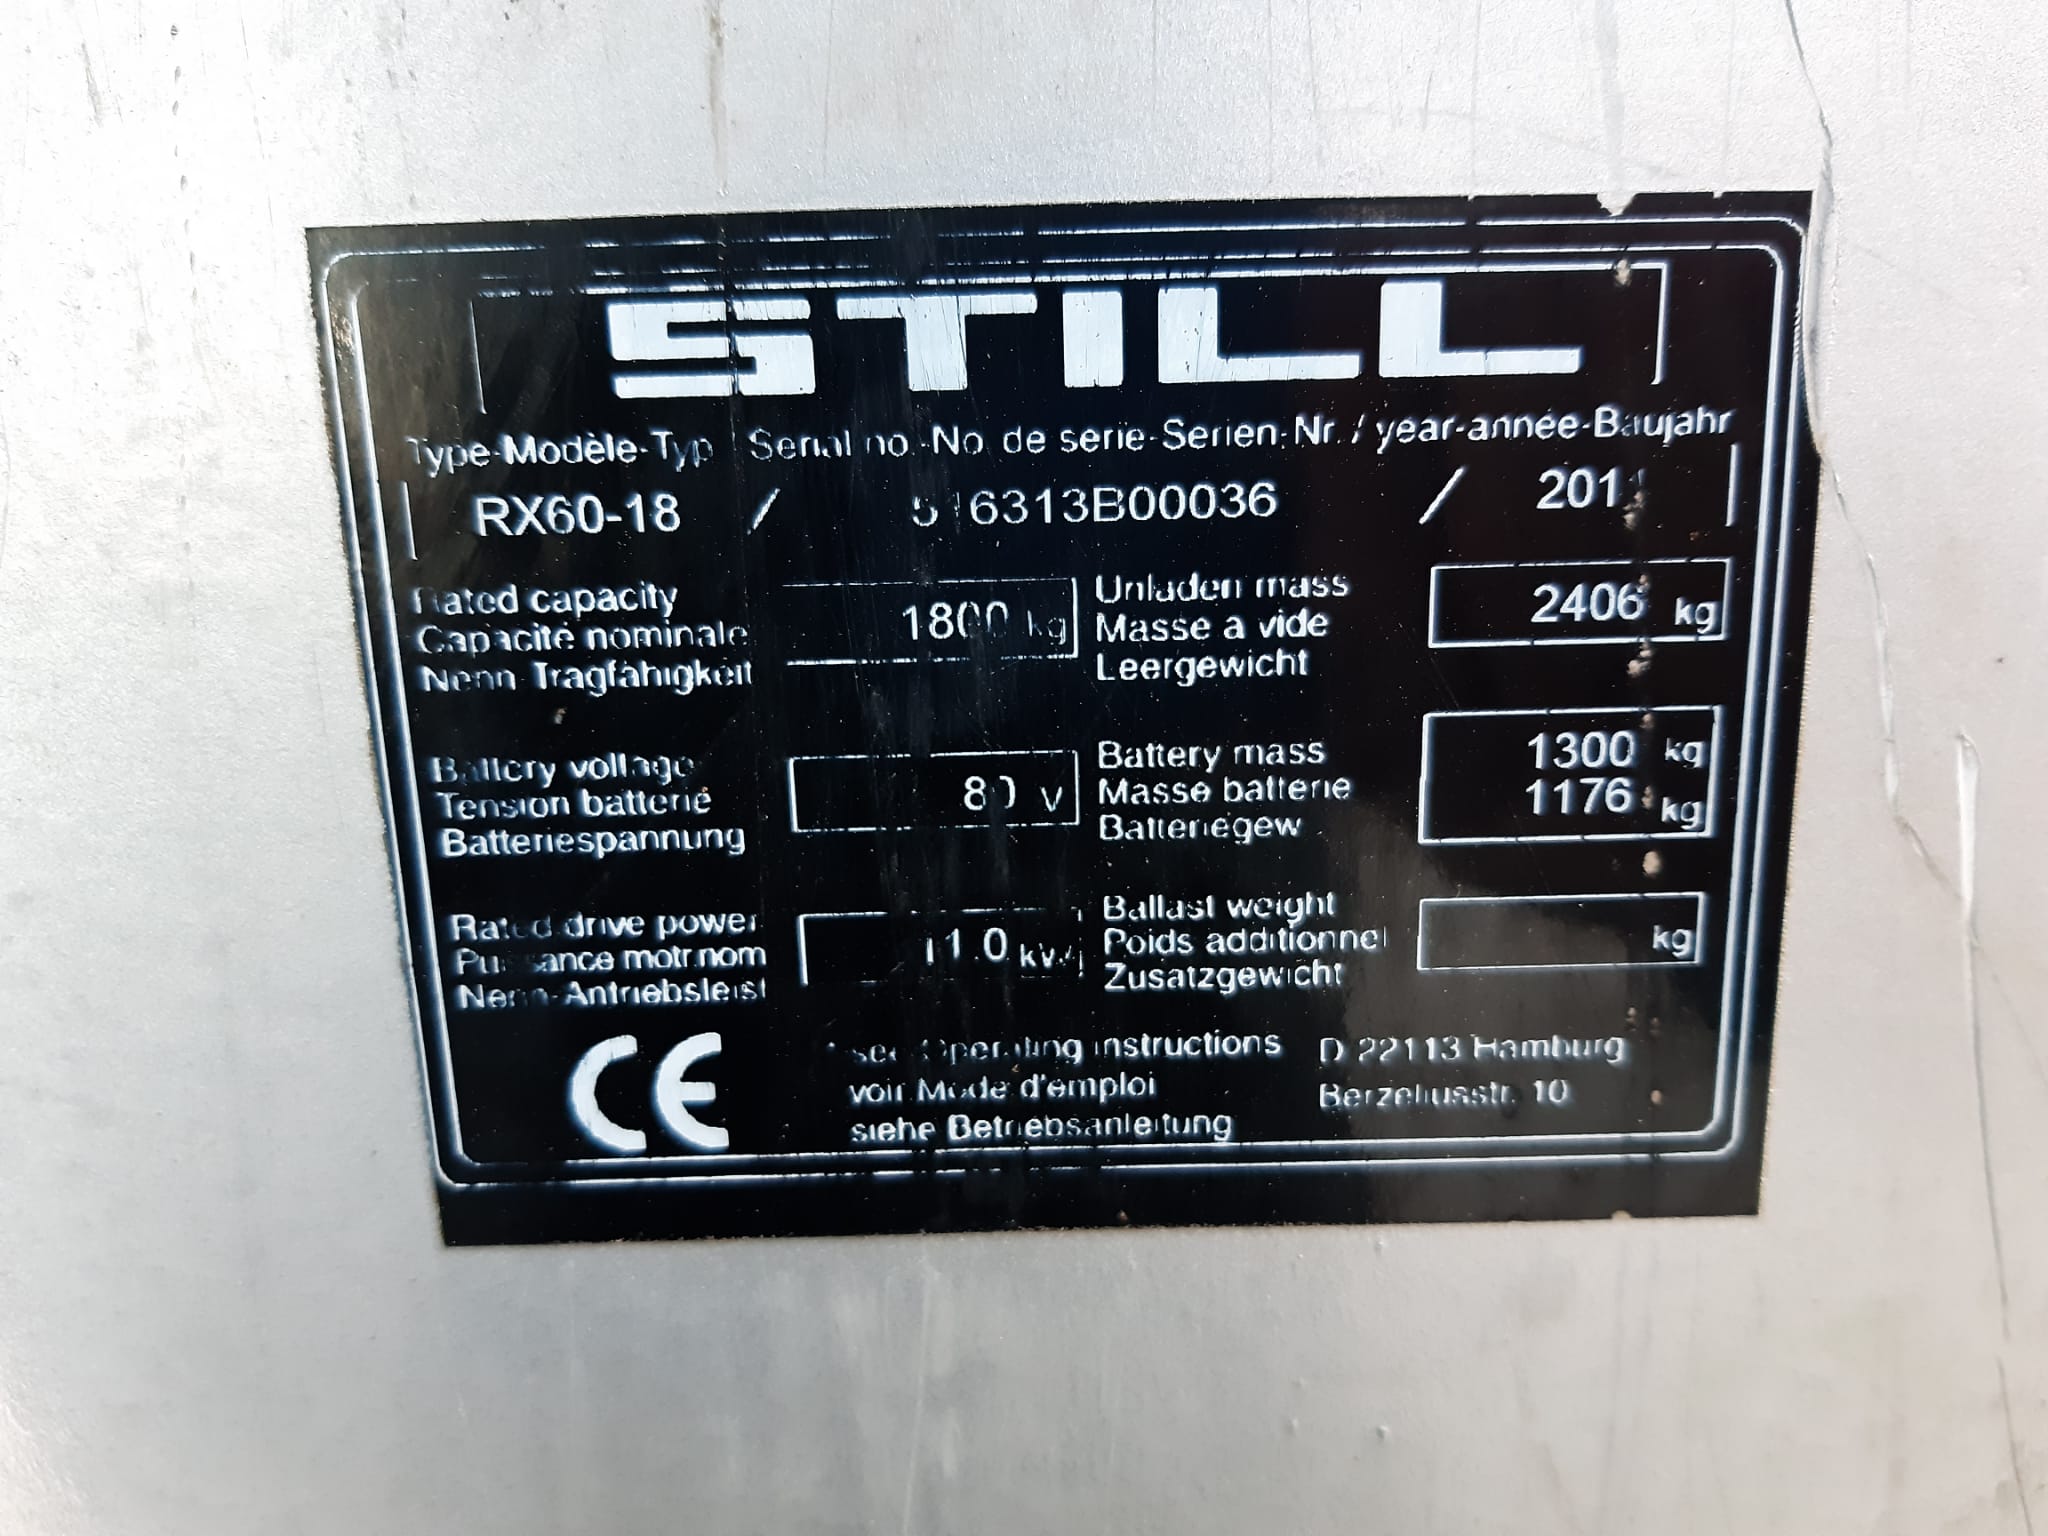 STILL
Type-Modèle-Typ / Serial no.-No. de serie-Serien-Nr. / year-année-Baujahr
RX60-18 / 516313B00036 /
Rated capacity
Capacité nominale
Nenn-Tragfähigkeit
1800 kg
Unladen mass
Masse a vide
Leergewicht
2406 kg
Battery voltage
Tension batterie
Batteriespannung
80 V
Battery mass
Masse batterie
Batteriegew.
1300 kg
1176 kg
Rated drive power
Puissance motr.nom
Nenn-Antriebsleist
11.0 kW
Ballast weight
Poids additionnel
Zusatzgewicht
kg
CE
* see Operating instructions
voir Mode d'emploi
siehe Betriebsanleitung
D 22113 Hamburg
Berzeliusstr. 10